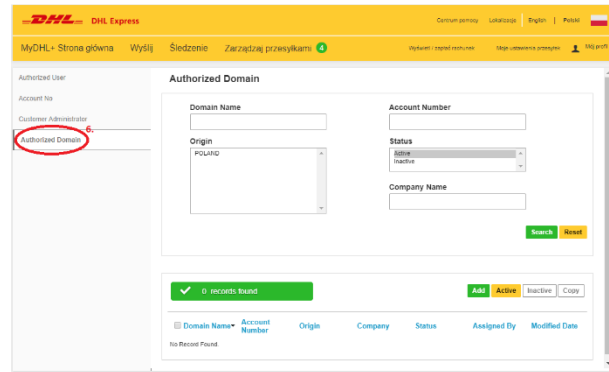 DHL DHL Express
Centrum pomocy Lokalizacje English | Polski
MyDHL+ Strona główna Wyślij Śledzenie Zarządzaj przesyłkami 4 Wyświetl / zapłać rachunek Moje ustawienia przesyłek Mój profil
Authorized User
Account No
Customer Administrator
6.
Authorized Domain
Authorized Domain
Domain Name Account Number
Origin Status
POLAND Active
Inactive
Company Name
Search Reset
0 records found Add Active Inactive Copy
Domain Name Account Number Origin Company Status Assigned By Modified Date
No Record Found.